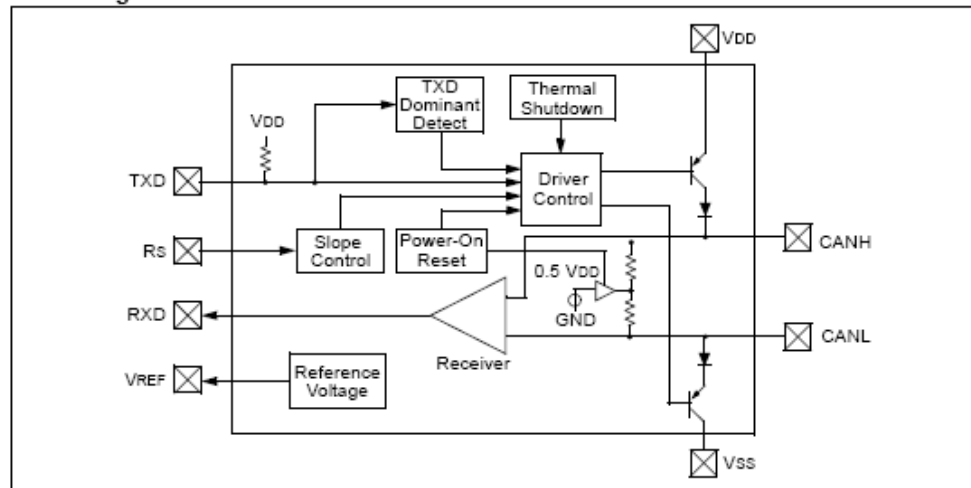 VDD
TXD
Dominant
Detect
Thermal
Shutdown
VDD
TXD
Driver
Control
RS
Slope
Control
Power-On
Reset
CANH
0.5 VDD
GND
RXD
CANL
Receiver
VREF
Reference
Voltage
VSS